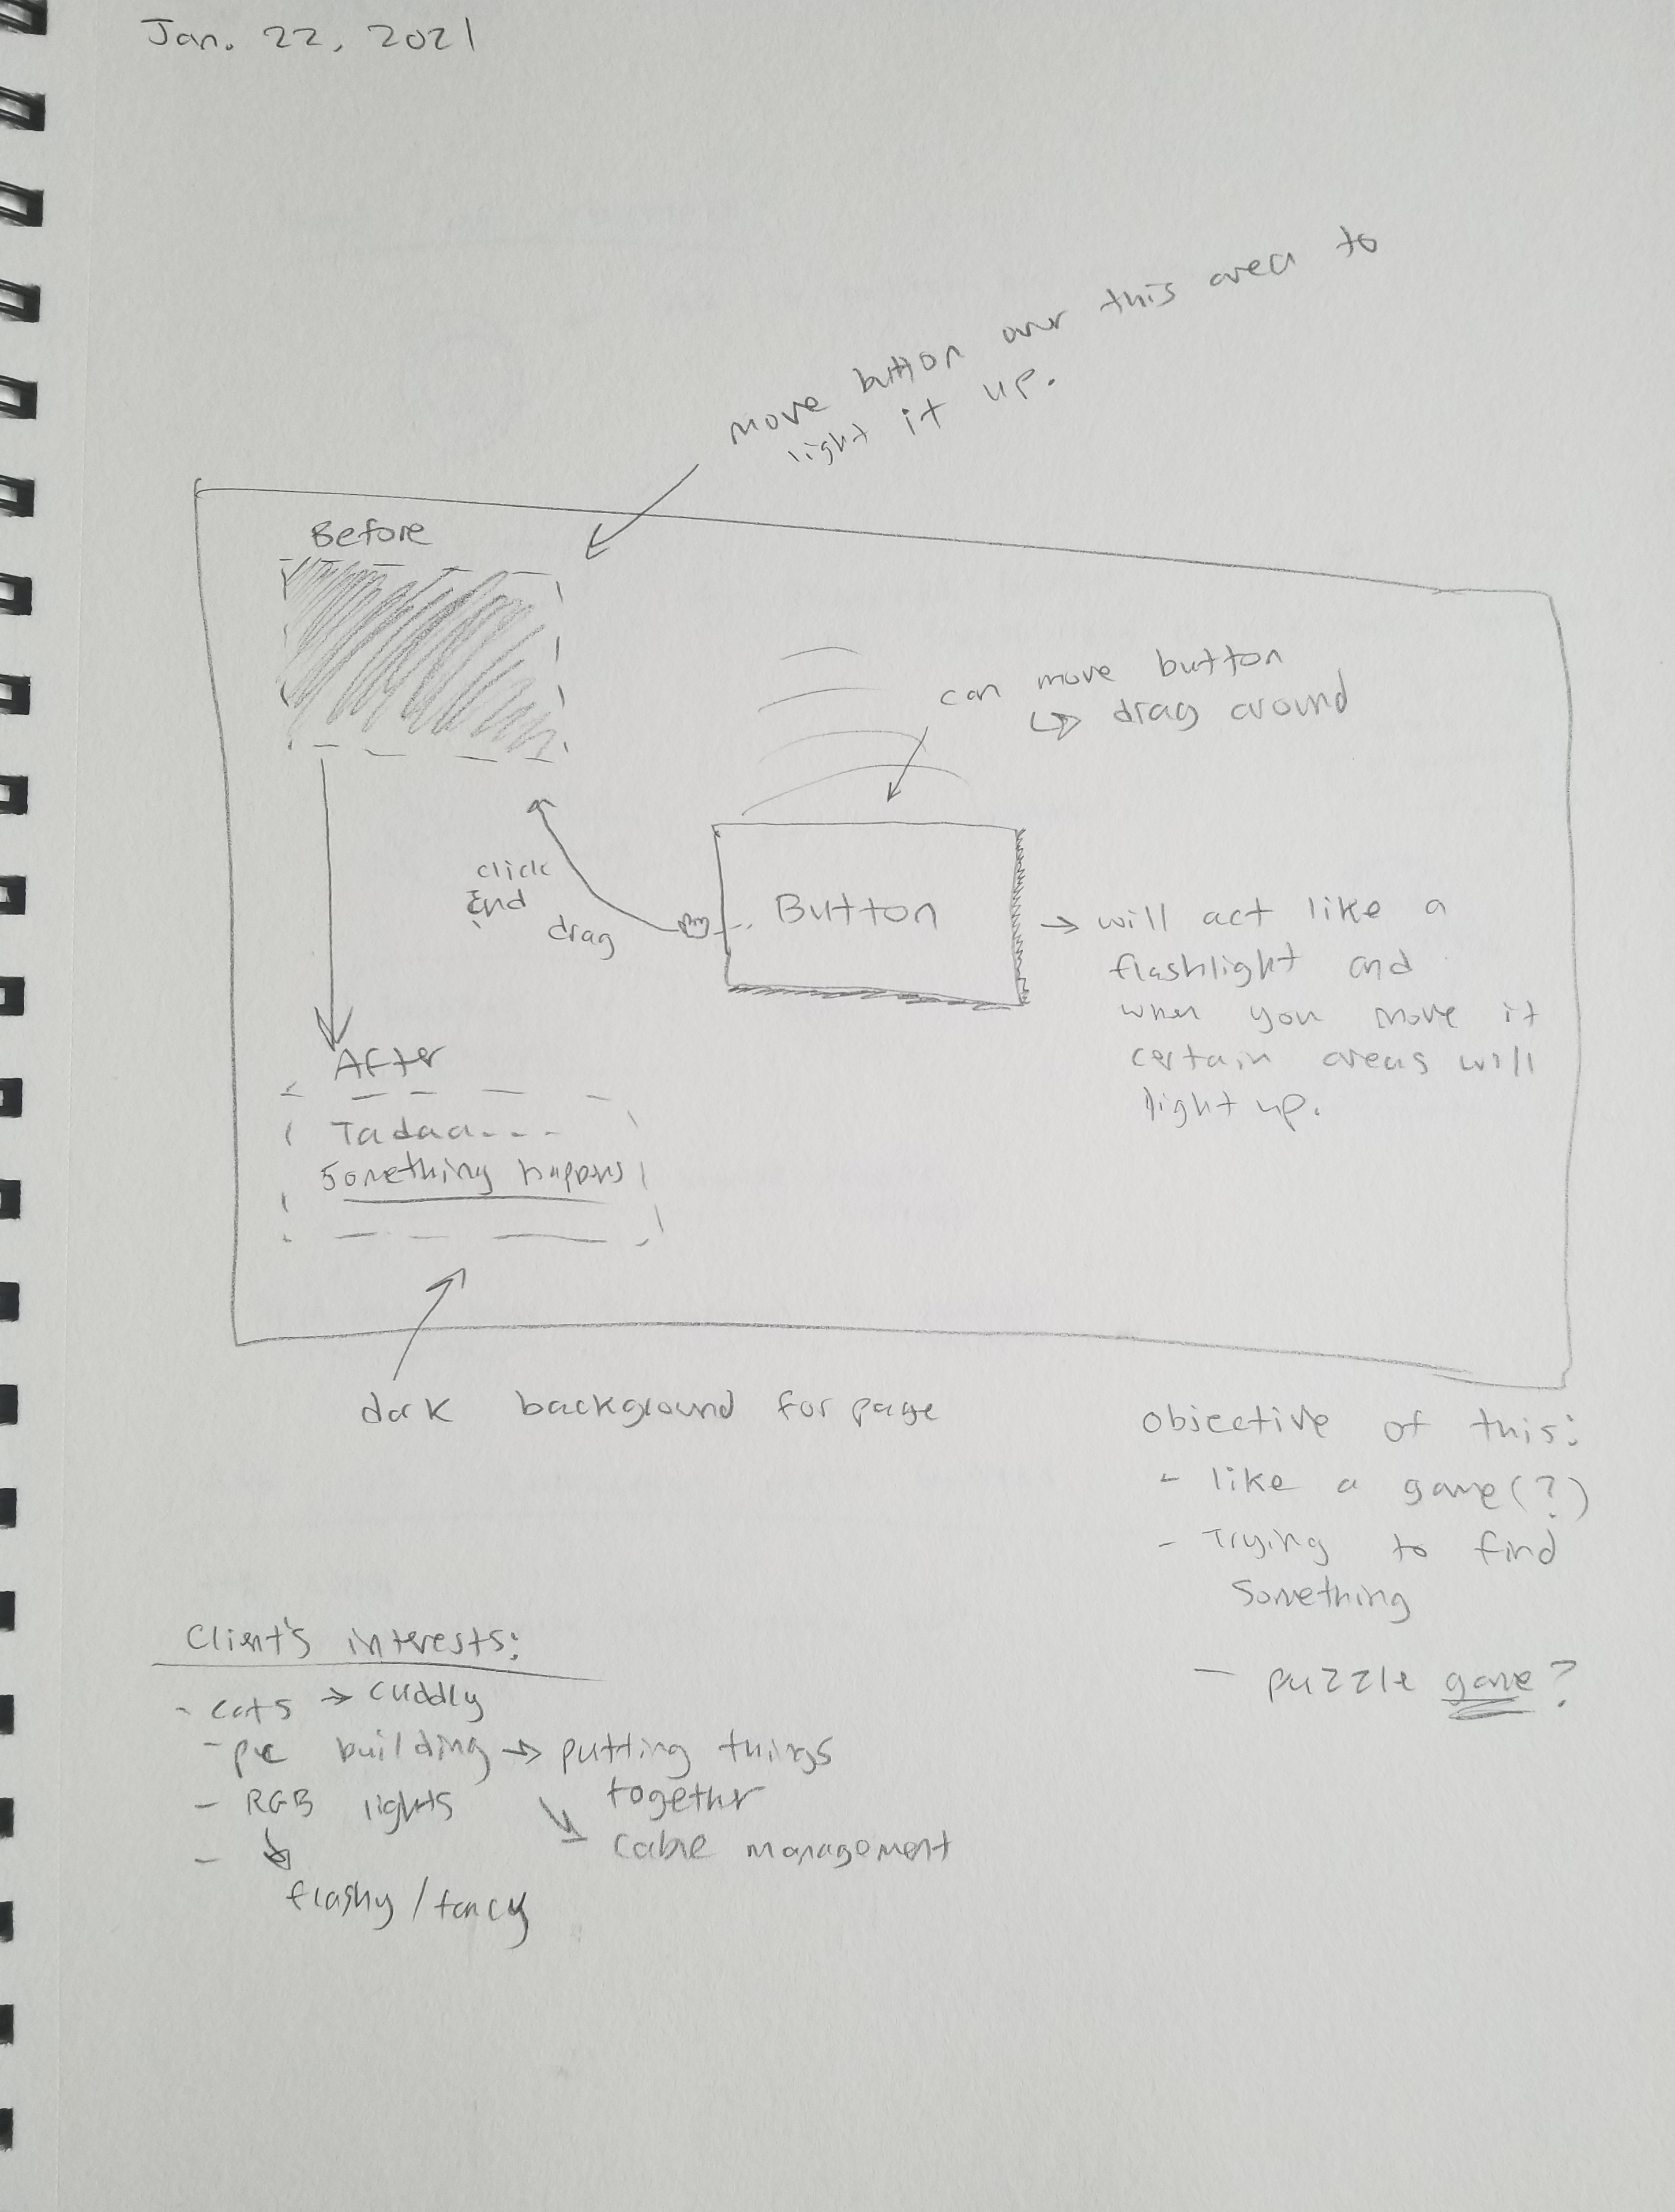 Jan. 22, 2021
move button over this area to
light it up.
Before
can move button
↳ drag around
click
and
drag
Button
→ will act like a
flashlight and
when you move it
certain areas will
light up.
After
Tadaa...
Something happens
dark background for page
objective of this:
- like a game(?)
- Trying to find
something
- puzzle game?
Client's interests:
- cats → cuddly
- pc building → putting things
together
- RGB lights
cable management
-
flashy/fancy